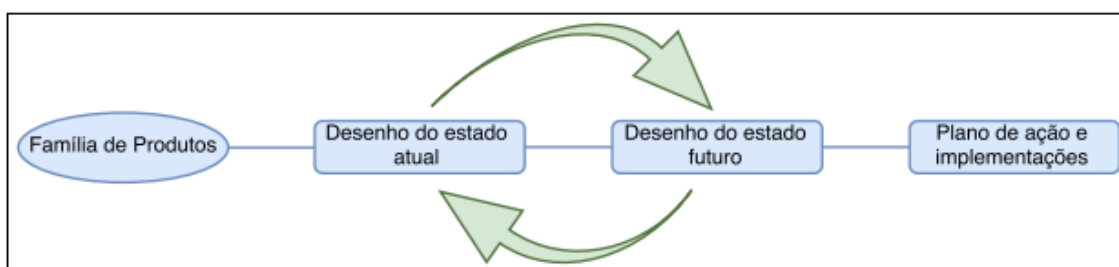 Família de Produtos
Desenho do estado
atual
Desenho do estado
futuro
Plano de ação e
implementações